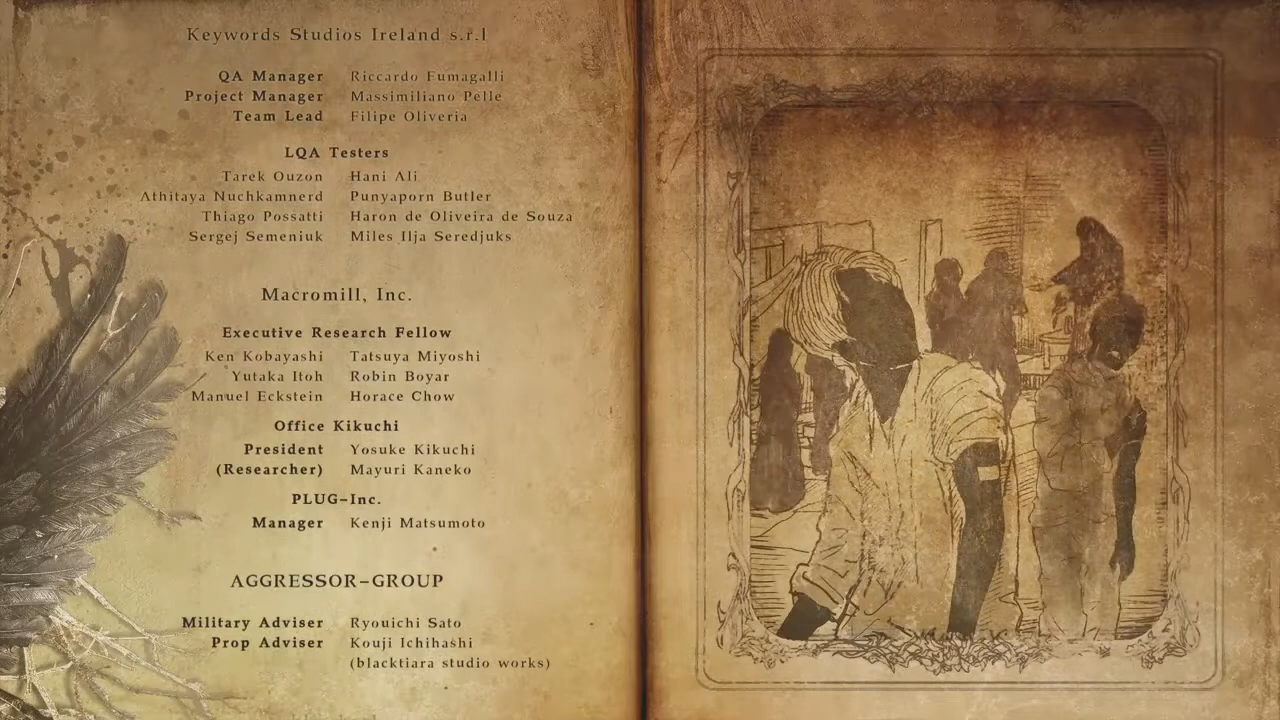 Keywords Studios Ireland s.r.l
QA Manager Riccardo Fumagalli
Project Manager Massimiliano Pelle
Team Lead Filipe Oliveria
LQA Testers
Tarek Ouzon Hani Ali
Athitaya Nuchkamnerd Punyaporn Butler
Thiago Possatti Haron de Oliveira de Souza
Sergej Semeniuk Miles Ilja Seredjuks
Macromill, Inc.
Executive Research Fellow
Ken Kobayashi Tatsuya Miyoshi
Yutaka Itoh Robin Boyar
Manuel Eckstein Horace Chow
Office Kikuchi
President Yosuke Kikuchi
(Researcher) Mayuri Kaneko
PLUG-Inc.
Manager Kenji Matsumoto
AGGRESSOR-GROUP
Military Adviser Ryouichi Sato
Prop Adviser Kouji Ichihashi
(blacktiara studio works)